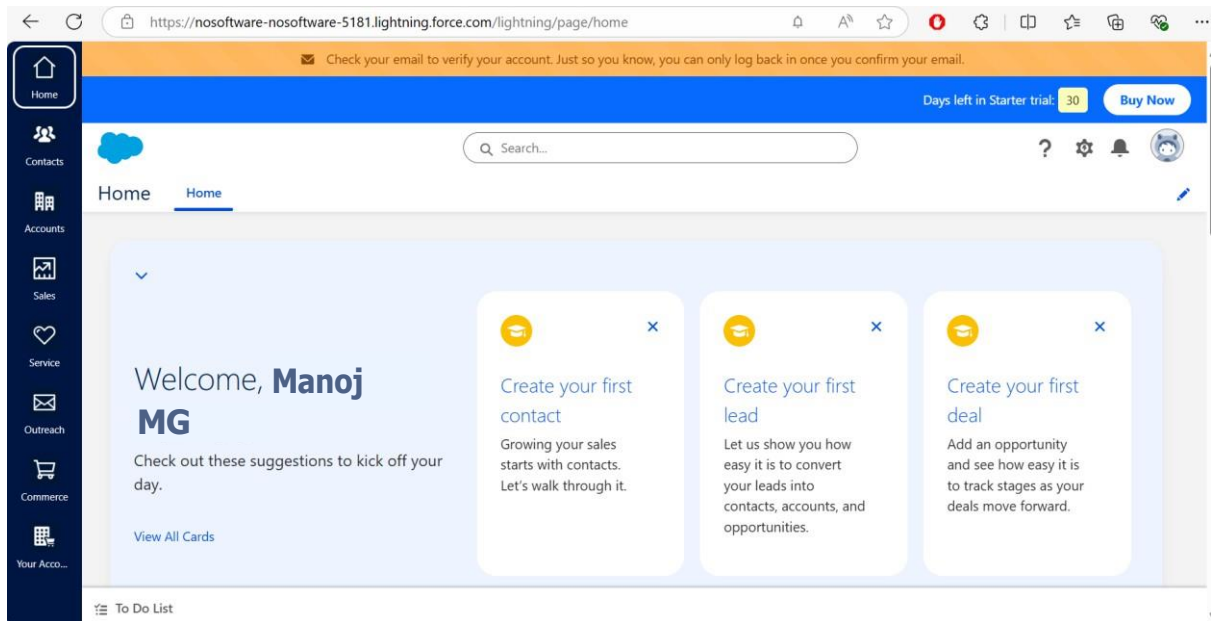 https://nosoftware-nosoftware-5181.lightning.force.com/lightning/page/home
Check your email to verify your account. Just so you know, you can only log back in once you confirm your email.
Days left in Starter trial: 30 Buy Now
Search...
Home
Contacts
Accounts
Sales
Service
Outreach
Commerce
Your Acco...
Home Home
Welcome, Manoj
MG
Check out these suggestions to kick off your
day.
View All Cards
Create your first
contact
Growing your sales
starts with contacts.
Let's walk through it.
Create your first
lead
Let us show you how
easy it is to convert
your leads into
contacts, accounts, and
opportunities.
Create your first
deal
Add an opportunity
and see how easy it is
to track stages as your
deals move forward.
To Do List